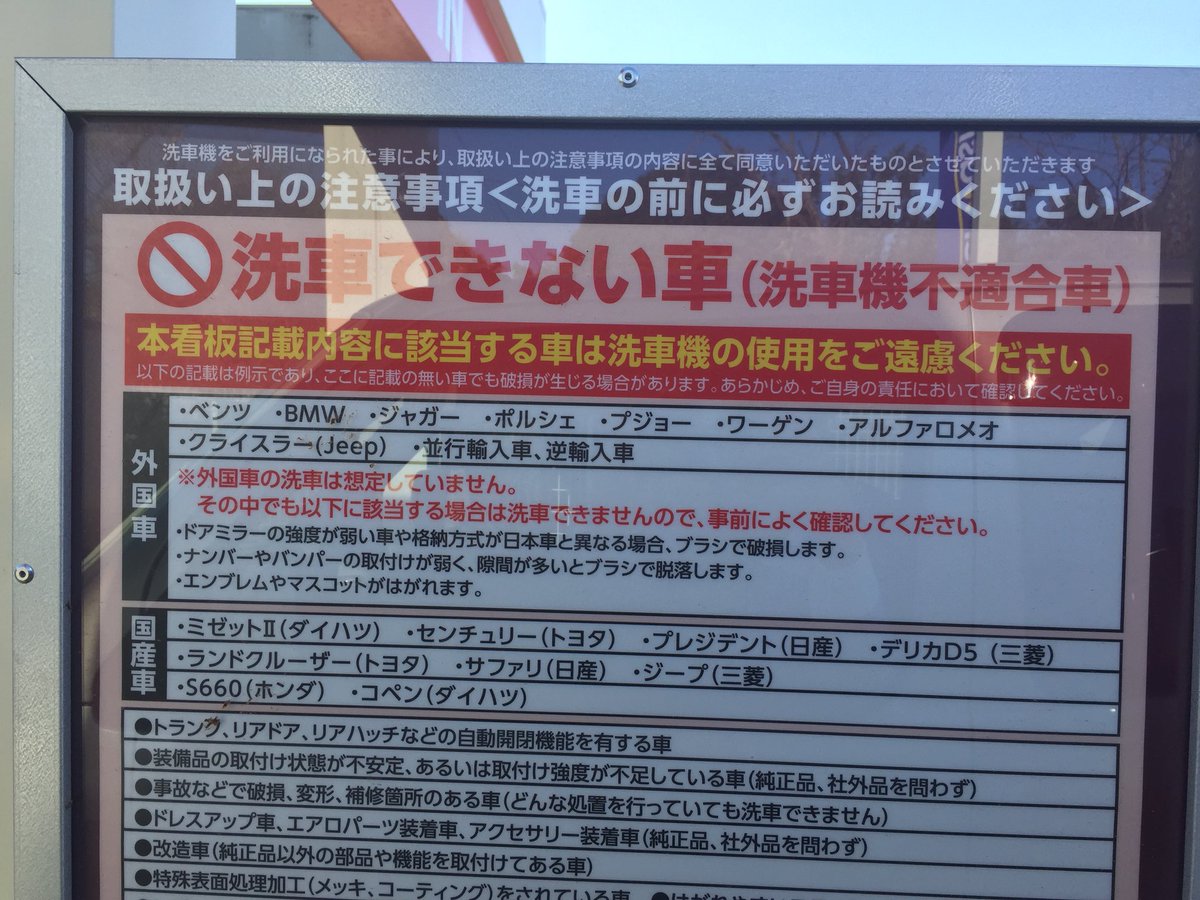 IN
洗車機をご利用になられた事により、取扱い上の注意事項の内容に全て同意いただいたものとさせていただきます
取扱い上の注意事項<洗車の前に必ずお読みください>
洗車できない車(洗車機不適合車)
本看板記載内容に該当する車は洗車機の使用をご遠慮ください。
以下の記載は例示であり、ここに記載の無い車でも破損が生じる場合があります。あらかじめ、ご自身の責任において確認してください。
外国車
・ベンツ ・BMW ・ジャガー ・ポルシェ ・プジョー ・ワーゲン ・アルファロメオ
・クライスラー(Jeep) ・並行輸入車、逆輸入車
※外国車の洗車は想定していません。
その中でも以下に該当する場合は洗車できませんので、事前によく確認してください。
・ドアミラーの強度が弱い車や格納方式が日本車と異なる場合、ブラシで破損します。
・ナンバーやバンパーの取付けが弱く、隙間が多いとブラシで脱落します。
・エンブレムやマスコットがはがれます。
国産車
・ミゼットⅡ(ダイハツ) ・センチュリー(トヨタ) ・プレジデント(日産) ・デリカD5(三菱)
・ランドクルーザー(トヨタ) ・サファリ(日産) ・ジープ(三菱)
・S660(ホンダ) ・コペン(ダイハツ)
●トランク、リアドア、リアハッチなどの自動開閉機能を有する車
●装備品の取付け状態が不安定、あるいは取付け強度が不足している車(純正品、社外品を問わず)
●事故などで破損、変形、補修箇所のある車(どんな処置を行っていても洗車できません)
●ドレスアップ車、エアロパーツ装着車、アクセサリー装着車(純正品、社外品を問わず)
●改造車(純正品以外の部品や機能を取付けてある車)
●特殊表面処理加工(メッキ、コーティング)をされている車